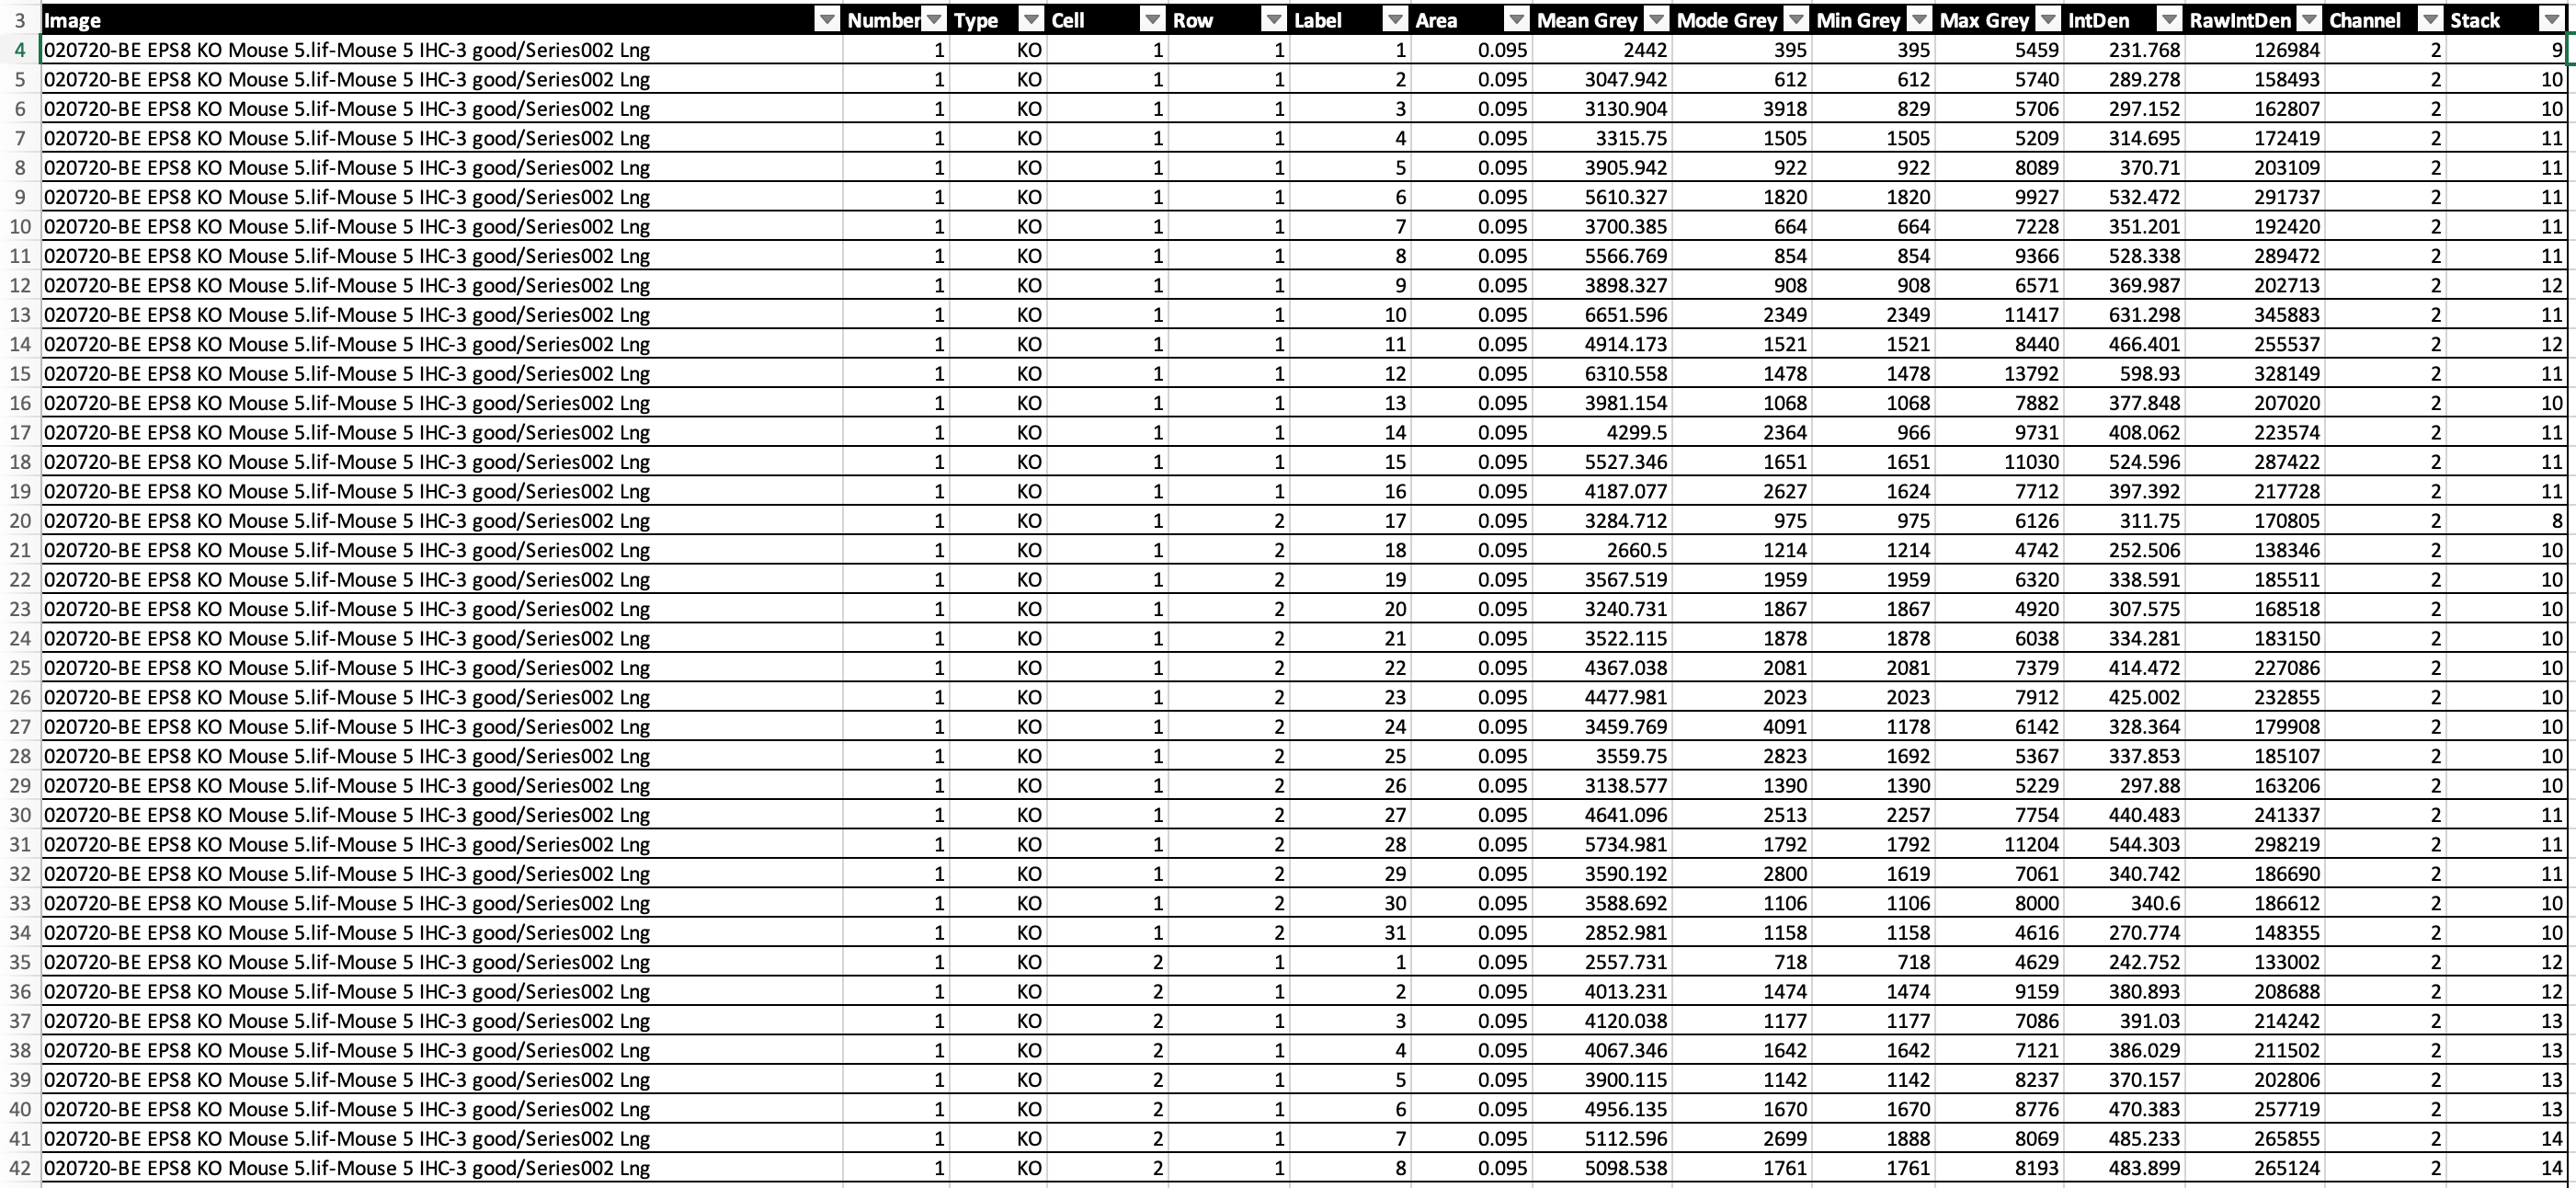 3 Image Number Type Cell Row Label Area Mean Grey Mode Grey Min Grey Max Grey IntDen RawIntDen Channel Stack
4 020720-BE EPS8 KO Mouse 5.lif-Mouse 5 IHC-3 good/Series002 Lng 1 KO 1 1 1 0.095 2442 395 395 5459 231.768 126984 2 9
5 020720-BE EPS8 KO Mouse 5.lif-Mouse 5 IHC-3 good/Series002 Lng 1 KO 1 1 2 0.095 3047.942 612 612 5740 289.278 158493 2 10
6 020720-BE EPS8 KO Mouse 5.lif-Mouse 5 IHC-3 good/Series002 Lng 1 KO 1 1 3 0.095 3130.904 3918 829 5706 297.152 162807 2 10
7 020720-BE EPS8 KO Mouse 5.lif-Mouse 5 IHC-3 good/Series002 Lng 1 KO 1 1 4 0.095 3315.75 1505 1505 5209 314.695 172419 2 11
8 020720-BE EPS8 KO Mouse 5.lif-Mouse 5 IHC-3 good/Series002 Lng 1 KO 1 1 5 0.095 3905.942 922 922 8089 370.71 203109 2 11
9 020720-BE EPS8 KO Mouse 5.lif-Mouse 5 IHC-3 good/Series002 Lng 1 KO 1 1 6 0.095 5610.327 1820 1820 9927 532.472 291737 2 11
10 020720-BE EPS8 KO Mouse 5.lif-Mouse 5 IHC-3 good/Series002 Lng 1 KO 1 1 7 0.095 3700.385 664 664 7228 351.201 192420 2 11
11 020720-BE EPS8 KO Mouse 5.lif-Mouse 5 IHC-3 good/Series002 Lng 1 KO 1 1 8 0.095 5566.769 854 854 9366 528.338 289472 2 11
12 020720-BE EPS8 KO Mouse 5.lif-Mouse 5 IHC-3 good/Series002 Lng 1 KO 1 1 9 0.095 3898.327 908 908 6571 369.987 202713 2 12
13 020720-BE EPS8 KO Mouse 5.lif-Mouse 5 IHC-3 good/Series002 Lng 1 KO 1 1 10 0.095 6651.596 2349 2349 11417 631.298 345883 2 11
14 020720-BE EPS8 KO Mouse 5.lif-Mouse 5 IHC-3 good/Series002 Lng 1 KO 1 1 11 0.095 4914.173 1521 1521 8440 466.401 255537 2 12
15 020720-BE EPS8 KO Mouse 5.lif-Mouse 5 IHC-3 good/Series002 Lng 1 KO 1 1 12 0.095 6310.558 1478 1478 13792 598.93 328149 2 11
16 020720-BE EPS8 KO Mouse 5.lif-Mouse 5 IHC-3 good/Series002 Lng 1 KO 1 1 13 0.095 3981.154 1068 1068 7882 377.848 207020 2 10
17 020720-BE EPS8 KO Mouse 5.lif-Mouse 5 IHC-3 good/Series002 Lng 1 KO 1 1 14 0.095 4299.5 2364 966 9731 408.062 223574 2 11
18 020720-BE EPS8 KO Mouse 5.lif-Mouse 5 IHC-3 good/Series002 Lng 1 KO 1 1 15 0.095 5527.346 1651 1651 11030 524.596 287422 2 11
19 020720-BE EPS8 KO Mouse 5.lif-Mouse 5 IHC-3 good/Series002 Lng 1 KO 1 1 16 0.095 4187.077 2627 1624 7712 397.392 217728 2 11
20 020720-BE EPS8 KO Mouse 5.lif-Mouse 5 IHC-3 good/Series002 Lng 1 KO 1 2 17 0.095 3284.712 975 975 6126 311.75 170805 2 8
21 020720-BE EPS8 KO Mouse 5.lif-Mouse 5 IHC-3 good/Series002 Lng 1 KO 1 2 18 0.095 2660.5 1214 1214 4742 252.506 138346 2 10
22 020720-BE EPS8 KO Mouse 5.lif-Mouse 5 IHC-3 good/Series002 Lng 1 KO 1 2 19 0.095 3567.519 1959 1959 6320 338.591 185511 2 10
23 020720-BE EPS8 KO Mouse 5.lif-Mouse 5 IHC-3 good/Series002 Lng 1 KO 1 2 20 0.095 3240.731 1867 1867 4920 307.575 168518 2 10
24 020720-BE EPS8 KO Mouse 5.lif-Mouse 5 IHC-3 good/Series002 Lng 1 KO 1 2 21 0.095 3522.115 1878 1878 6038 334.281 183150 2 10
25 020720-BE EPS8 KO Mouse 5.lif-Mouse 5 IHC-3 good/Series002 Lng 1 KO 1 2 22 0.095 4367.038 2081 2081 7379 414.472 227086 2 10
26 020720-BE EPS8 KO Mouse 5.lif-Mouse 5 IHC-3 good/Series002 Lng 1 KO 1 2 23 0.095 4477.981 2023 2023 7912 425.002 232855 2 10
27 020720-BE EPS8 KO Mouse 5.lif-Mouse 5 IHC-3 good/Series002 Lng 1 KO 1 2 24 0.095 3459.769 4091 1178 6142 328.364 179908 2 10
28 020720-BE EPS8 KO Mouse 5.lif-Mouse 5 IHC-3 good/Series002 Lng 1 KO 1 2 25 0.095 3559.75 2823 1692 5367 337.853 185107 2 10
29 020720-BE EPS8 KO Mouse 5.lif-Mouse 5 IHC-3 good/Series002 Lng 1 KO 1 2 26 0.095 3138.577 1390 1390 5229 297.88 163206 2 10
30 020720-BE EPS8 KO Mouse 5.lif-Mouse 5 IHC-3 good/Series002 Lng 1 KO 1 2 27 0.095 4641.096 2513 2257 7754 440.483 241337 2 11
31 020720-BE EPS8 KO Mouse 5.lif-Mouse 5 IHC-3 good/Series002 Lng 1 KO 1 2 28 0.095 5734.981 1792 1792 11204 544.303 298219 2 11
32 020720-BE EPS8 KO Mouse 5.lif-Mouse 5 IHC-3 good/Series002 Lng 1 KO 1 2 29 0.095 3590.192 2800 1619 7061 340.742 186690 2 11
33 020720-BE EPS8 KO Mouse 5.lif-Mouse 5 IHC-3 good/Series002 Lng 1 KO 1 2 30 0.095 3588.692 1106 1106 8000 340.6 186612 2 10
34 020720-BE EPS8 KO Mouse 5.lif-Mouse 5 IHC-3 good/Series002 Lng 1 KO 1 2 31 0.095 2852.981 1158 1158 4616 270.774 148355 2 10
35 020720-BE EPS8 KO Mouse 5.lif-Mouse 5 IHC-3 good/Series002 Lng 1 KO 2 1 1 0.095 2557.731 718 718 4629 242.752 133002 2 12
36 020720-BE EPS8 KO Mouse 5.lif-Mouse 5 IHC-3 good/Series002 Lng 1 KO 2 1 2 0.095 4013.231 1474 1474 9159 380.893 208688 2 12
37 020720-BE EPS8 KO Mouse 5.lif-Mouse 5 IHC-3 good/Series002 Lng 1 KO 2 1 3 0.095 4120.038 1177 1177 7086 391.03 214242 2 13
38 020720-BE EPS8 KO Mouse 5.lif-Mouse 5 IHC-3 good/Series002 Lng 1 KO 2 1 4 0.095 4067.346 1642 1642 7121 386.029 211502 2 13
39 020720-BE EPS8 KO Mouse 5.lif-Mouse 5 IHC-3 good/Series002 Lng 1 KO 2 1 5 0.095 3900.115 1142 1142 8237 370.157 202806 2 13
40 020720-BE EPS8 KO Mouse 5.lif-Mouse 5 IHC-3 good/Series002 Lng 1 KO 2 1 6 0.095 4956.135 1670 1670 8776 470.383 257719 2 13
41 020720-BE EPS8 KO Mouse 5.lif-Mouse 5 IHC-3 good/Series002 Lng 1 KO 2 1 7 0.095 5112.596 2699 1888 8069 485.233 265855 2 14
42 020720-BE EPS8 KO Mouse 5.lif-Mouse 5 IHC-3 good/Series002 Lng 1 KO 2 1 8 0.095 5098.538 1761 1761 8193 483.899 265124 2 14